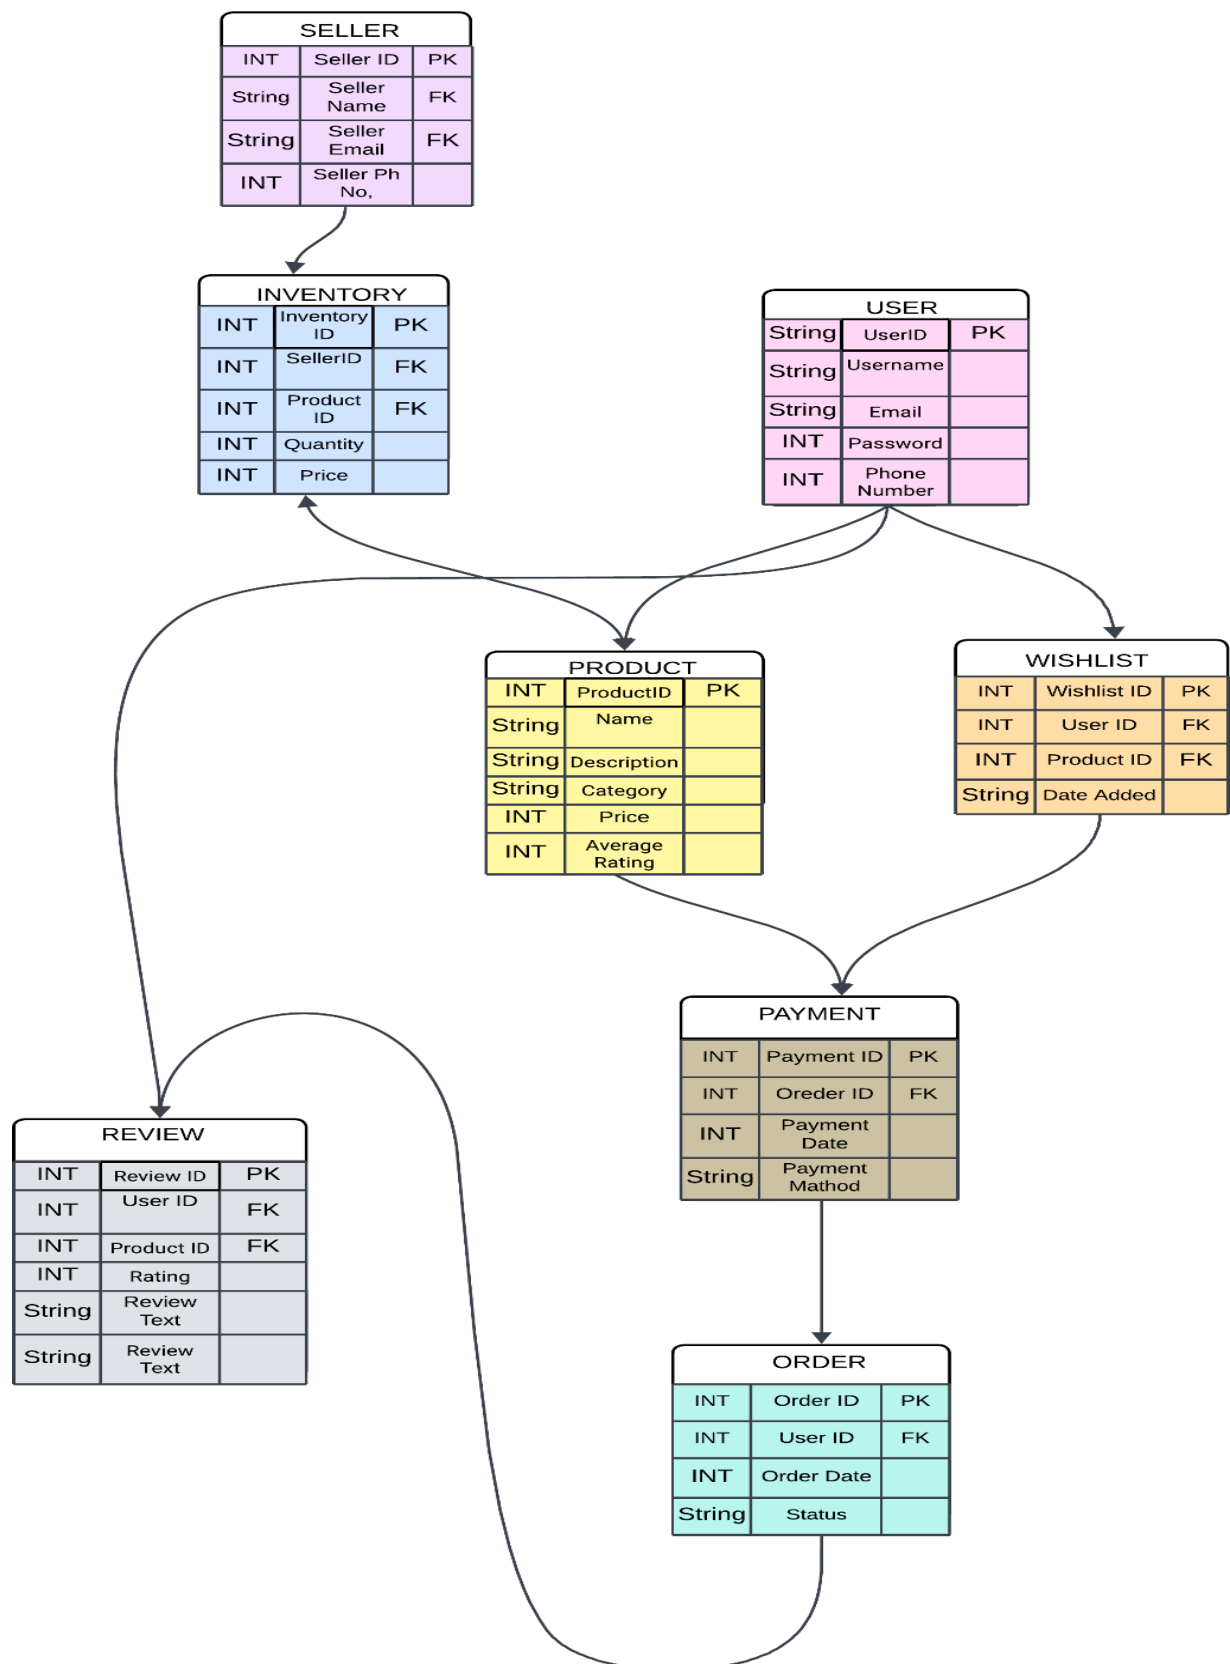 SELLER
INT Seller ID PK
String Seller FK
Name
String Seller FK
Email
INT Seller Ph
No,
INVENTORY
INT Inventory PK
ID
INT SellerID FK
INT Product FK
ID
INT Quantity
INT Price
USER
String UserID PK
String Username
String Email
INT Password
INT Phone
Number
PRODUCT
INT ProductID PK
String Name
String Description
String Category
INT Price
INT Average
Rating
WISHLIST
INT Wishlist ID PK
INT User ID FK
INT Product ID FK
String Date Added
PAYMENT
INT Payment ID PK
INT Oreder ID FK
INT Payment
Date
String Payment
Mathod
REVIEW
INT Review ID PK
INT User ID FK
INT Product ID FK
INT Rating
String Review
Text
String Review
Text
ORDER
INT Order ID PK
INT User ID FK
INT Order Date
String Status